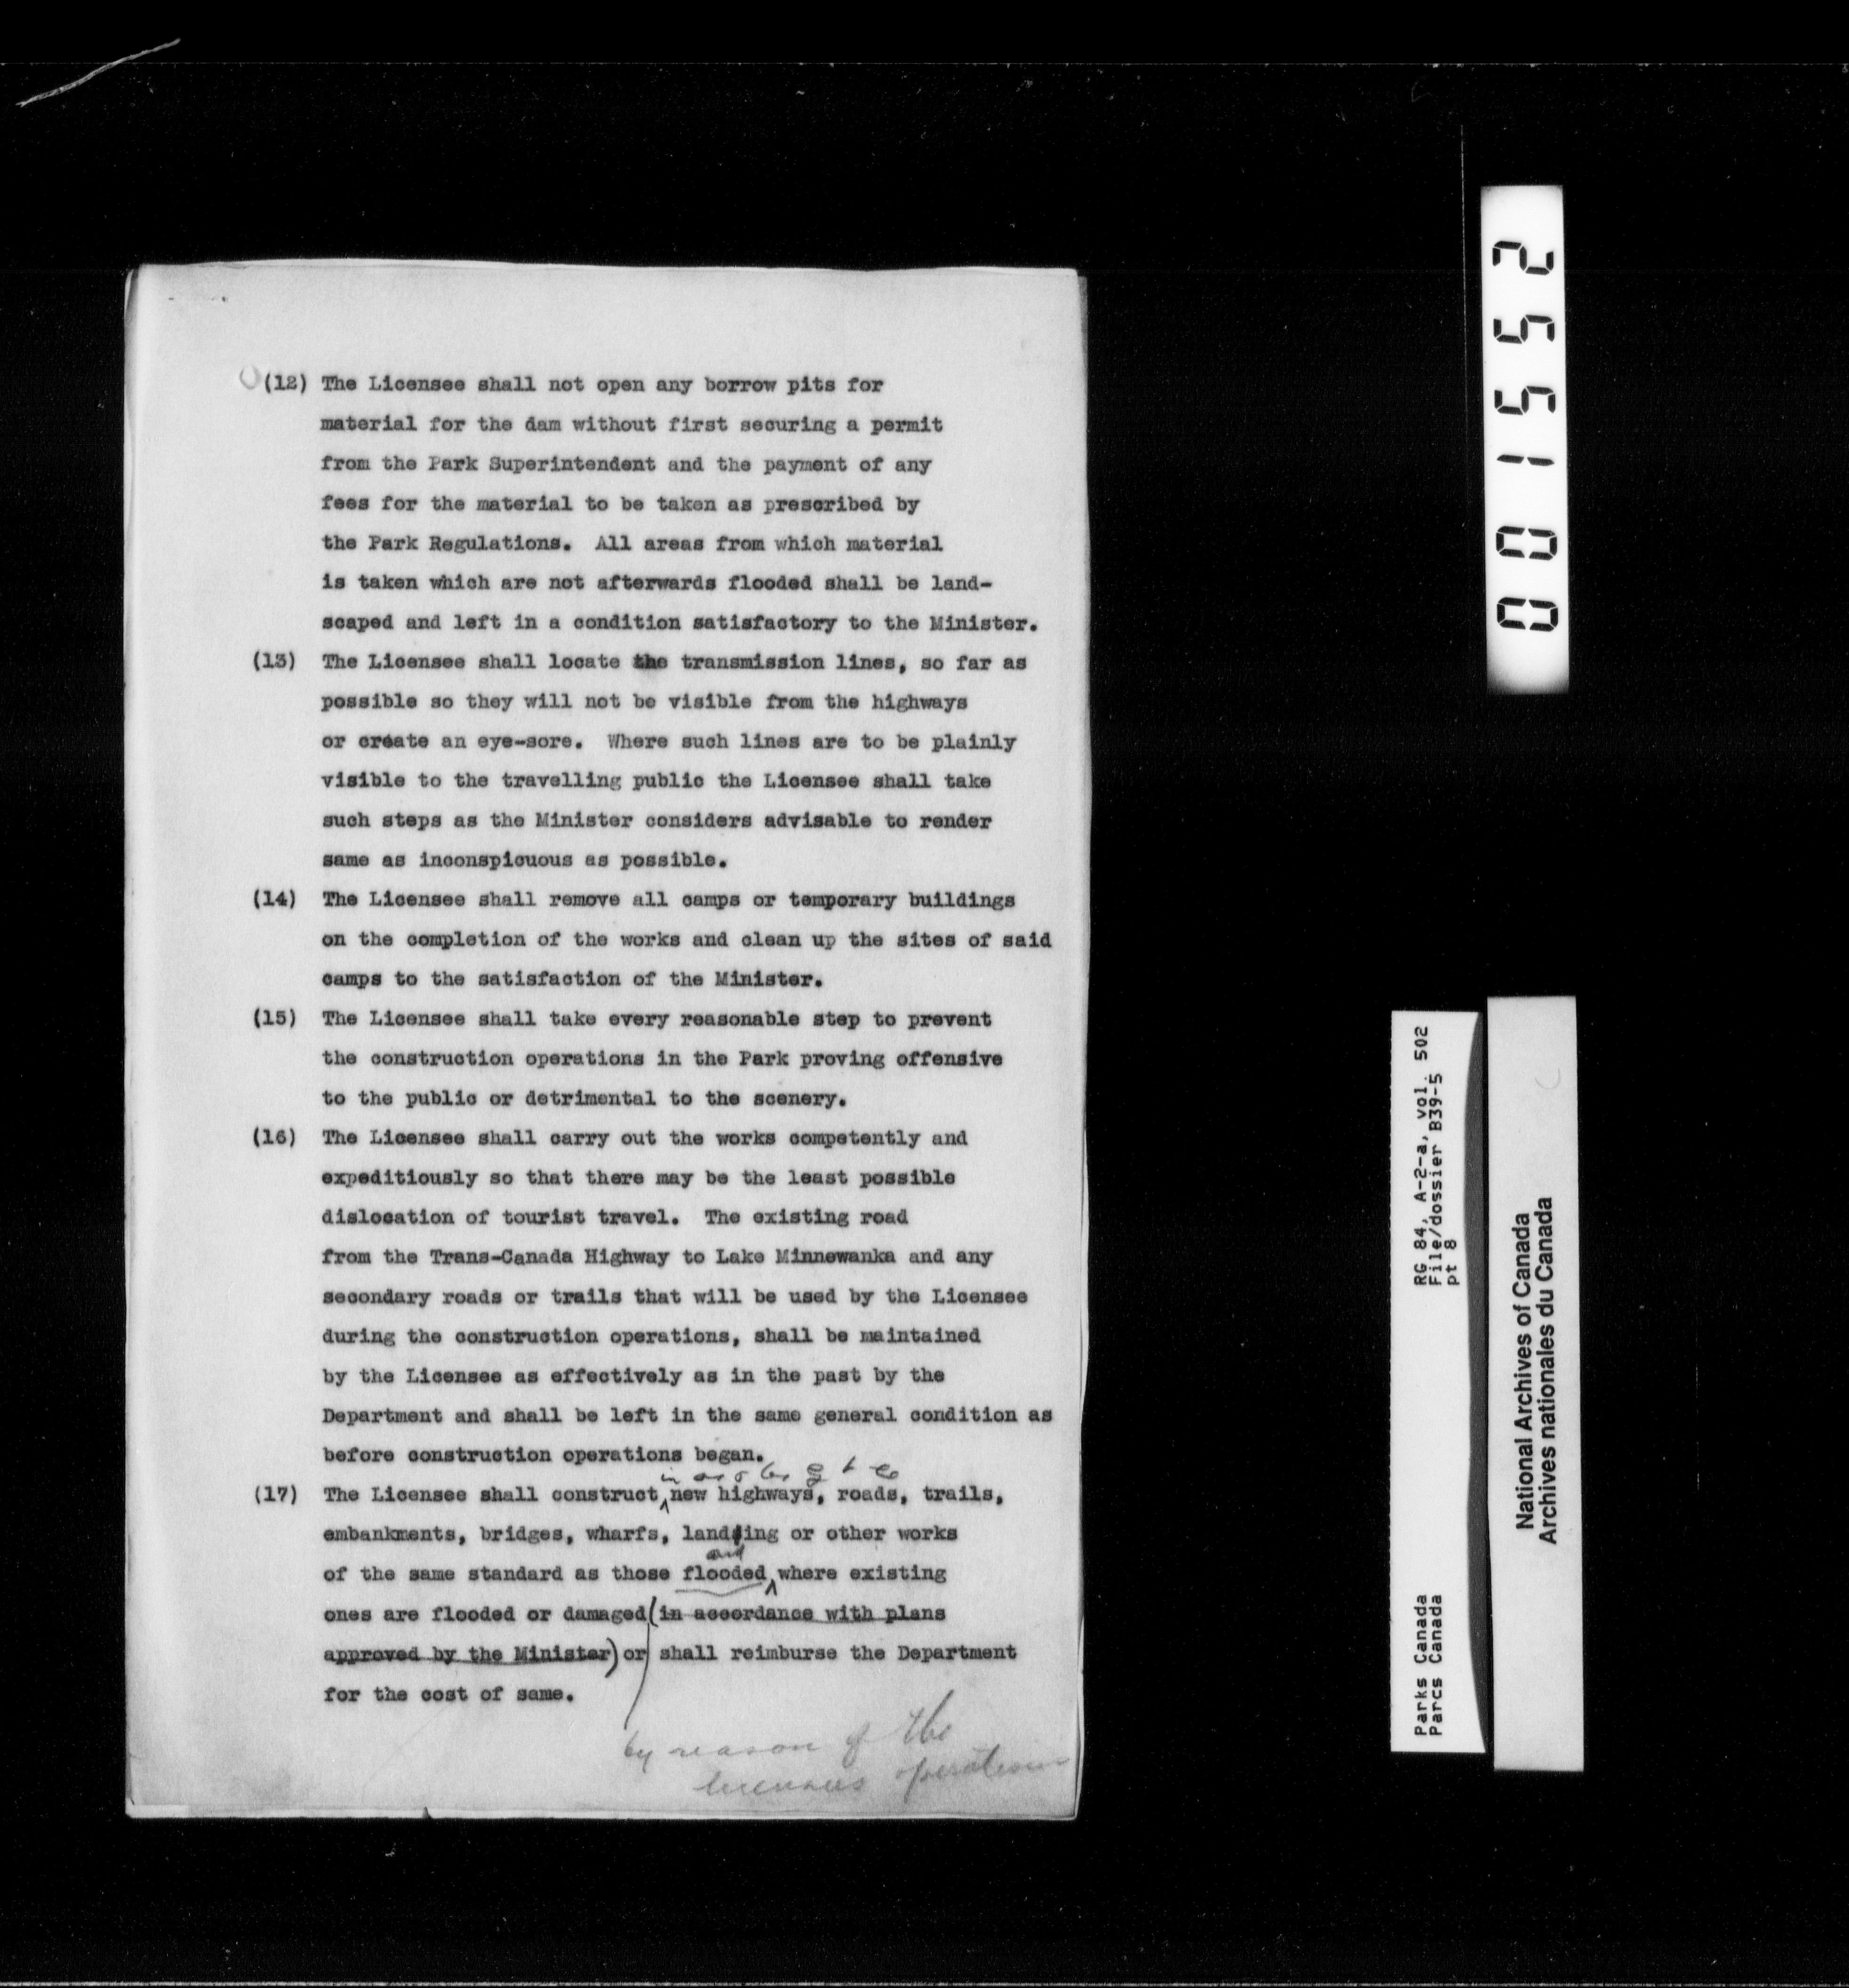 (12) The Licensee shall not open any borrow pits for
material for the dam without first securing a permit
from the Park Superintendent and the payment of any
fees for the material to be taken as prescribed by
the Park Regulations. All areas from which material
is taken which are not afterwards flooded shall be land-
scaped and left in a condition satisfactory to the Minister.
(13) The Licensee shall locate the transmission lines, so far as
possible so they will not be visible from the highways
or create an eye-sore. Where such lines are to be plainly
visible to the travelling public the Licensee shall take
such steps as the Minister considers advisable to render
same as inconspicuous as possible.
(14) The Licensee shall remove all camps or temporary buildings
on the completion of the works and clean up the sites of said
camps to the satisfaction of the Minister.
(15) The Licensee shall take every reasonable step to prevent
the construction operations in the Park proving offensive
to the public or detrimental to the scenery.
(16) The Licensee shall carry out the works competently and
expeditiously so that there may be the least possible
dislocation of tourist travel. The existing road
from the Trans-Canada Highway to Lake Minnewanka and any
secondary roads or trails that will be used by the Licensee
during the construction operations, shall be maintained
by the Licensee as effectively as in the past by the
Department and shall be left in the same general condition as
before construction operations began.
in
(17) The Licensee shall construct new highways, roads, trails,
embankments, bridges, wharfs, landing or other works
and
of the same standard as those flooded where existing
ones are flooded or damaged (in accordance with plans
approved by the Minister) or shall reimburse the Department
for the cost of same.
by reason of the
operations
001552
RG 84, A-2-a, vol. 502
File/dossier B39-5
pt 8
Parks Canada
Parcs Canada
National Archives of Canada
Archives nationales du Canada